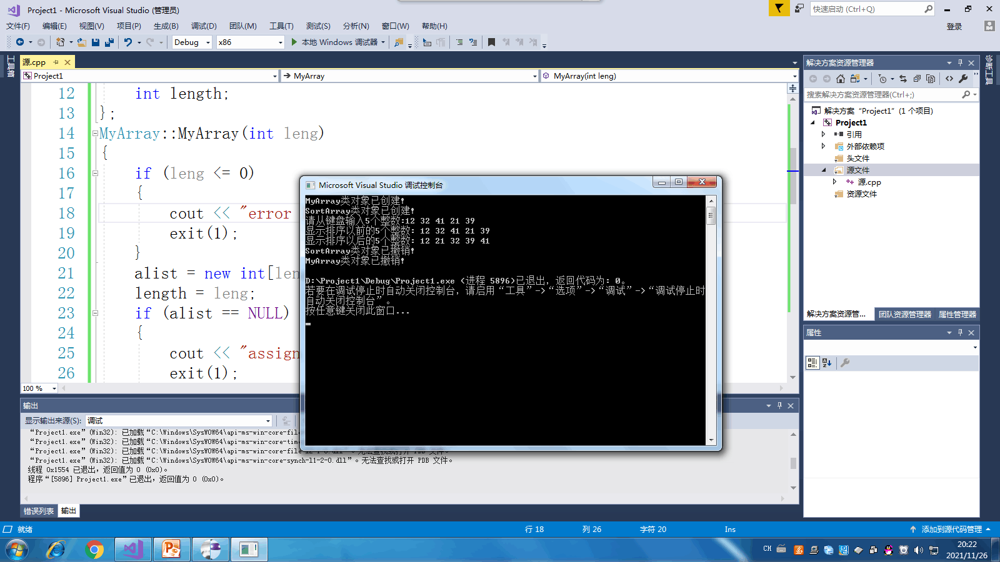 Project1 - Microsoft Visual Studio (管理员)
快速启动 (Ctrl+Q)
文件(F) 编辑(E) 视图(V) 项目(P) 生成(B) 调试(D) 团队(M) 工具(T) 测试(S) 分析(N) 窗口(W) 帮助(H)
登录
Debug x86 本地 Windows 调试器
工具箱
源.cpp
Project1 MyArray MyArray(int leng)
12 int length;
13 };
14 MyArray::MyArray(int leng)
15 {
16 if (leng <= 0)
17 {
18 cout << "error
19 exit(1);
20 }
21 alist = new int[len
22 length = leng;
23 if (alist == NULL)
24 {
25 cout << "assign
26 exit(1);
100 %
Microsoft Visual Studio 调试控制台
MyArray类对象已创建!
SortArray类对象已创建!
请从键盘输入5个整数:12 32 41 21 39
显示排序以前的5个整数: 12 32 41 21 39
显示排序以后的5个整数: 12 21 32 39 41
SortArray类对象已撤销!
MyArray类对象已撤销!
D:\Project1\Debug\Project1.exe (进程 5896)已退出，返回代码为: 0。
若要在调试停止时自动关闭控制台，请启用“工具”->“选项”->“调试”->“调试停止时
自动关闭控制台”。
按任意键关闭此窗口...
解决方案资源管理器
搜索解决方案资源管理器(Ctrl+;)
解决方案 “Project1” (1 个项目)
Project1
引用
外部依赖项
头文件
源文件
源.cpp
资源文件
解决方案资源管... 团队资源管理器 属性管理器
属性
诊断工具
输出
显示输出来源(S): 调试
“Project1.exe” (Win32): 已加载 “C:\Windows\SysWOW64\api-ms-win-core-file
“Project1.exe” (Win32): 已加载 “C:\Windows\SysWOW64\api-ms-win-core-tim
“Project1.exe” (Win32): 已加载 “C:\Windows\SysWOW64\api-ms-win-core-file-l2-1-0.dll”。无法查找或打开 PDB 文件。
“Project1.exe” (Win32): 已加载 “C:\Windows\SysWOW64\api-ms-win-core-synch-l1-2-0.dll”。无法查找或打开 PDB 文件。
线程 0x1554 已退出，返回值为 0 (0x0)。
程序“[5896] Project1.exe”已退出，返回值为 0 (0x0)。
错误列表 输出
就绪 行 18 列 26 字符 20 Ins 添加到源代码管理
CH
20:22
2021/11/26